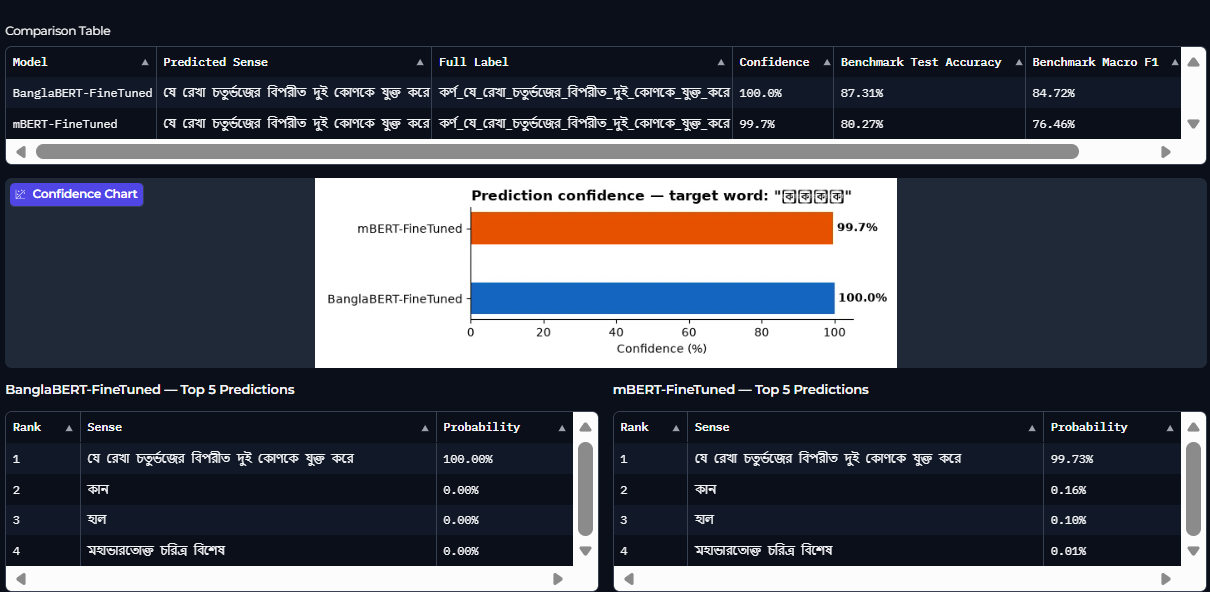 Comparison Table
Model Predicted Sense Full Label Confidence Benchmark Test Accuracy Benchmark Macro F1
BanglaBERT-FineTuned যে রেখা চতুর্ভজের বিপরীত দুই কোণকে যুক্ত করে কর্ণ_যে_রেখা_চতুর্ভজের_বিপরীত_দুই_কোণকে_যুক্ত_করে 100.0% 87.31% 84.72%
mBERT-FineTuned যে রেখা চতুর্ভজের বিপরীত দুই কোণকে যুক্ত করে কর্ণ_যে_রেখা_চতুর্ভজের_বিপরীত_দুই_কোণকে_যুক্ত_করে 99.7% 80.27% 76.46%
Confidence Chart
Prediction confidence — target word: ""
mBERT-FineTuned 99.7%
BanglaBERT-FineTuned 100.0%
0 20 40 60 80 100
Confidence (%)
BanglaBERT-FineTuned — Top 5 Predictions
Rank Sense Probability
1 যে রেখা চতুর্ভজের বিপরীত দুই কোণকে যুক্ত করে 100.00%
2 কান 0.00%
3 হাল 0.00%
4 মহাভারতোক্ত চরিত্র বিশেষ 0.00%
mBERT-FineTuned — Top 5 Predictions
Rank Sense Probability
1 যে রেখা চতুর্ভজের বিপরীত দুই কোণকে যুক্ত করে 99.73%
2 কান 0.16%
3 হাল 0.10%
4 মহাভারতোক্ত চরিত্র বিশেষ 0.01%